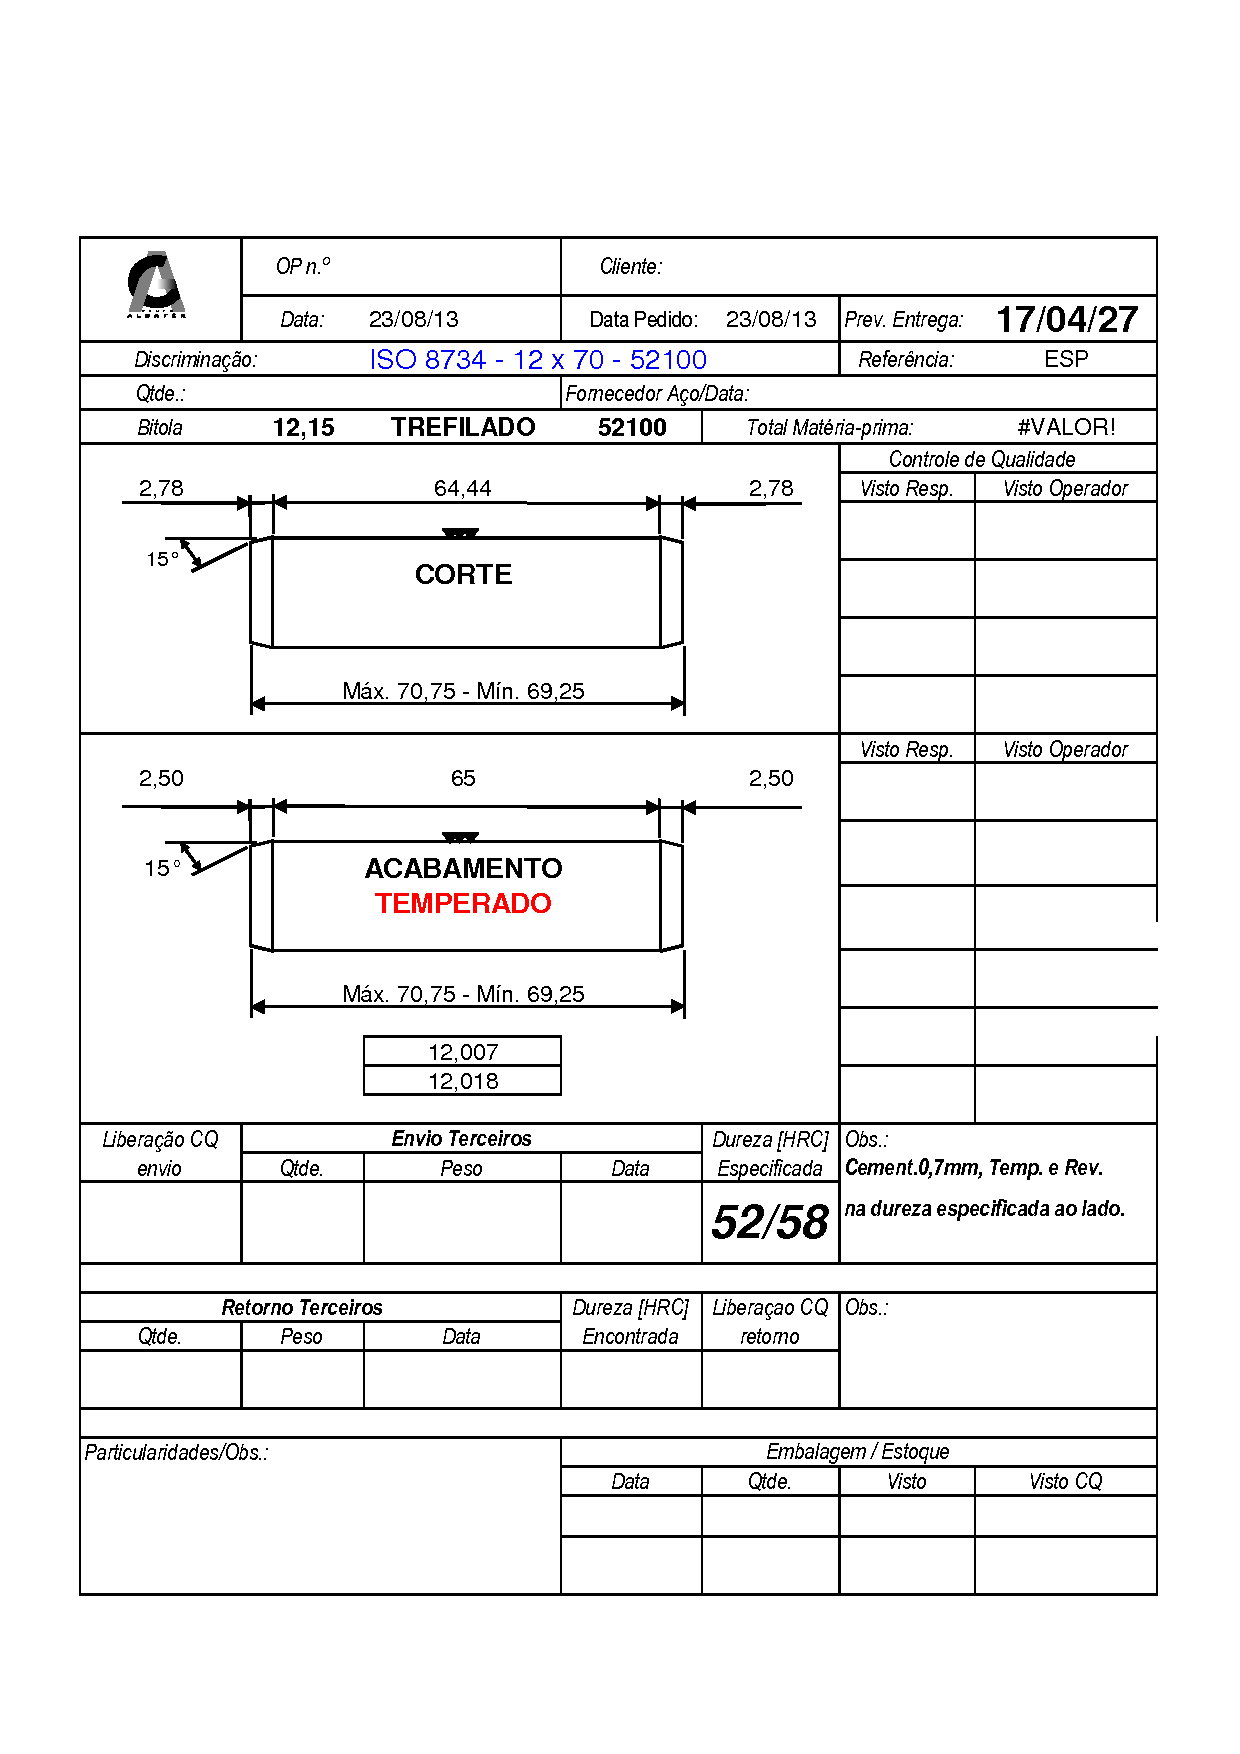 OP n.º Cliente:
ALBAFER
Data: 23/08/13 Data Pedido: 23/08/13 Prev. Entrega: 17/04/27
Discriminação: ISO 8734 - 12 x 70 - 52100 Referência: ESP
Qtde.: Fornecedor Aço/Data:
Bitola 12,15 TREFILADO 52100 Total Matéria-prima: #VALOR!
Controle de Qualidade
2,78 64,44 2,78 Visto Resp. Visto Operador
15°
CORTE
Máx. 70,75 - Mín. 69,25
Visto Resp. Visto Operador
2,50 65 2,50
15°
ACABAMENTO
TEMPERADO
Máx. 70,75 - Mín. 69,25
12,007
12,018
Liberação CQ Envio Terceiros Dureza [HRC] Obs.:
envio Qtde. Peso Data Especificada Cement.0,7mm, Temp. e Rev.
52/58 na dureza especificada ao lado.
Retorno Terceiros Dureza [HRC] Liberaçao CQ Obs.:
Qtde. Peso Data Encontrada retorno
Particularidades/Obs.: Embalagem / Estoque
Data Qtde. Visto Visto CQ